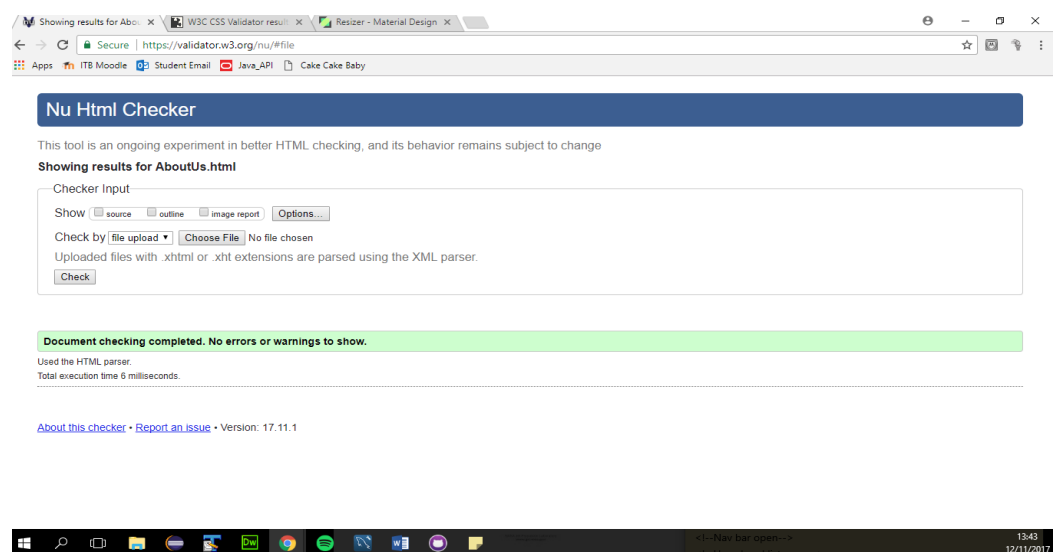 Showing results for Abo
W3C CSS Validator resul
Resizer - Material Design
Secure | https://validator.w3.org/nu/#file
Apps ITB Moodle Student Email Java_API Cake Cake Baby
Nu Html Checker
This tool is an ongoing experiment in better HTML checking, and its behavior remains subject to change
Showing results for AboutUs.html
Checker Input
Show source outline image report Options...
Check by file upload Choose File No file chosen
Uploaded files with .xhtml or .xht extensions are parsed using the XML parser.
Check
Document checking completed. No errors or warnings to show.
Used the HTML parser.
Total execution time 6 milliseconds.
About this checker • Report an issue • Version: 17.11.1
Dw
<!--Nav bar open-->
13:43
12/11/2017